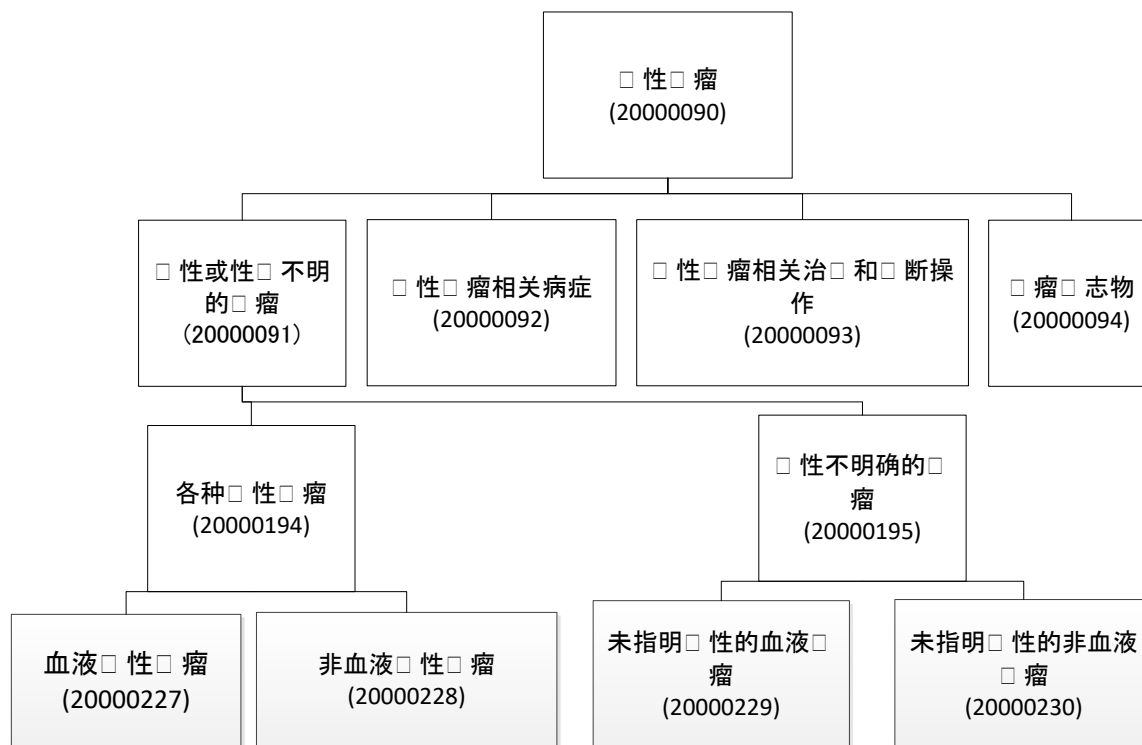 □ 性□ 瘤
(20000090)
□ 性或性□ 不明
的□ 瘤
（20000091）
□ 性□ 瘤相关病症
(20000092)
□ 性□ 瘤相关治□ 和□ 断操
作
(20000093)
□ 瘤□ 志物
(20000094)
各种□ 性□ 瘤
(20000194)
□ 性不明确的□
瘤
(20000195)
血液□ 性□ 瘤
(20000227)
非血液□ 性□ 瘤
(20000228)
未指明□ 性的血液□
瘤
(20000229)
未指明□ 性的非血液
□ 瘤
(20000230)